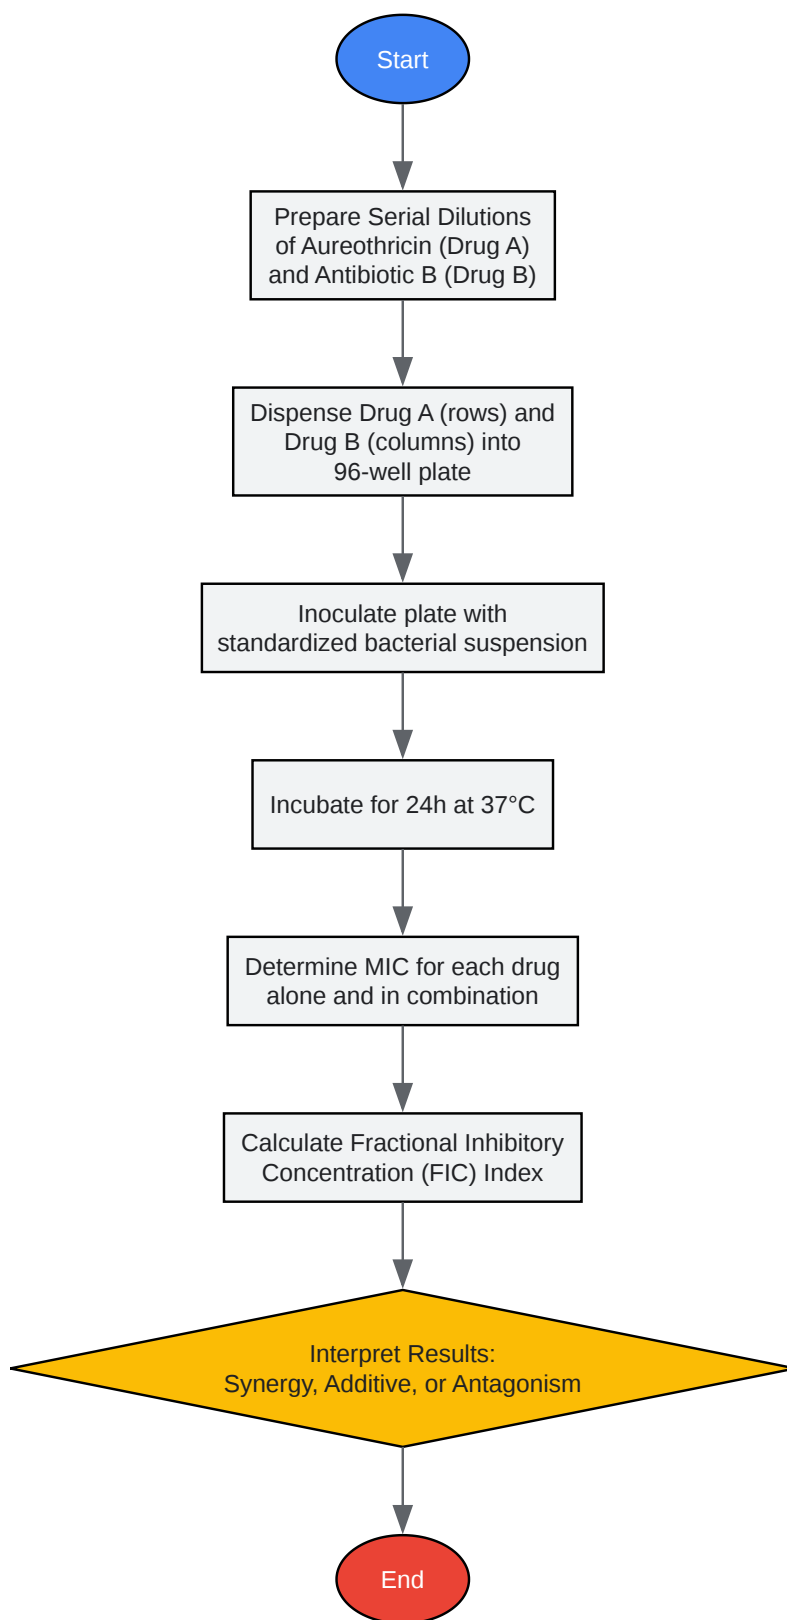 Start
Prepare Serial Dilutions
of Aureothricin (Drug A)
and Antibiotic B (Drug B)
Dispense Drug A (rows) and
Drug B (columns) into
96-well plate
Inoculate plate with
standardized bacterial suspension
Incubate for 24h at 37°C
Determine MIC for each drug
alone and in combination
Calculate Fractional Inhibitory
Concentration (FIC) Index
Interpret Results:
Synergy, Additive, or Antagonism
End